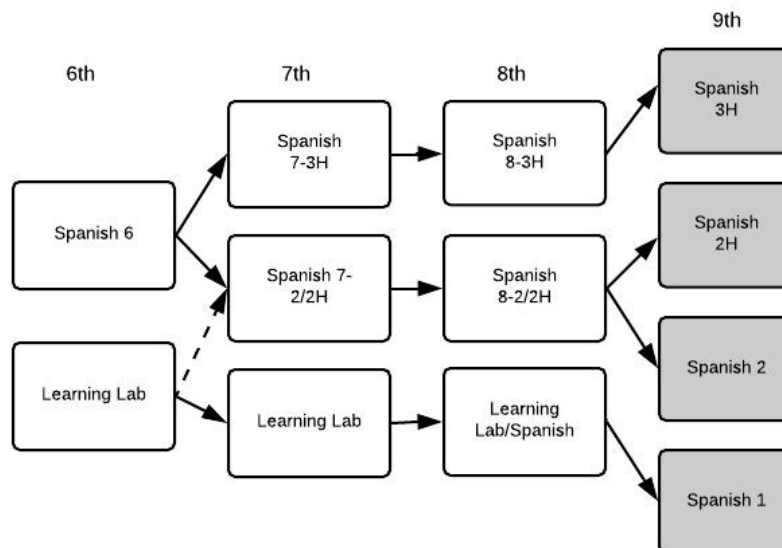 9th
6th
7th
8th
Spanish
3H
Spanish
7-3H
Spanish
8-3H
Spanish 6
Spanish
2H
Spanish 7-
2/2H
Spanish
8-2/2H
Spanish 2
Learning Lab
Learning Lab
Learning
Lab/Spanish
Spanish 1